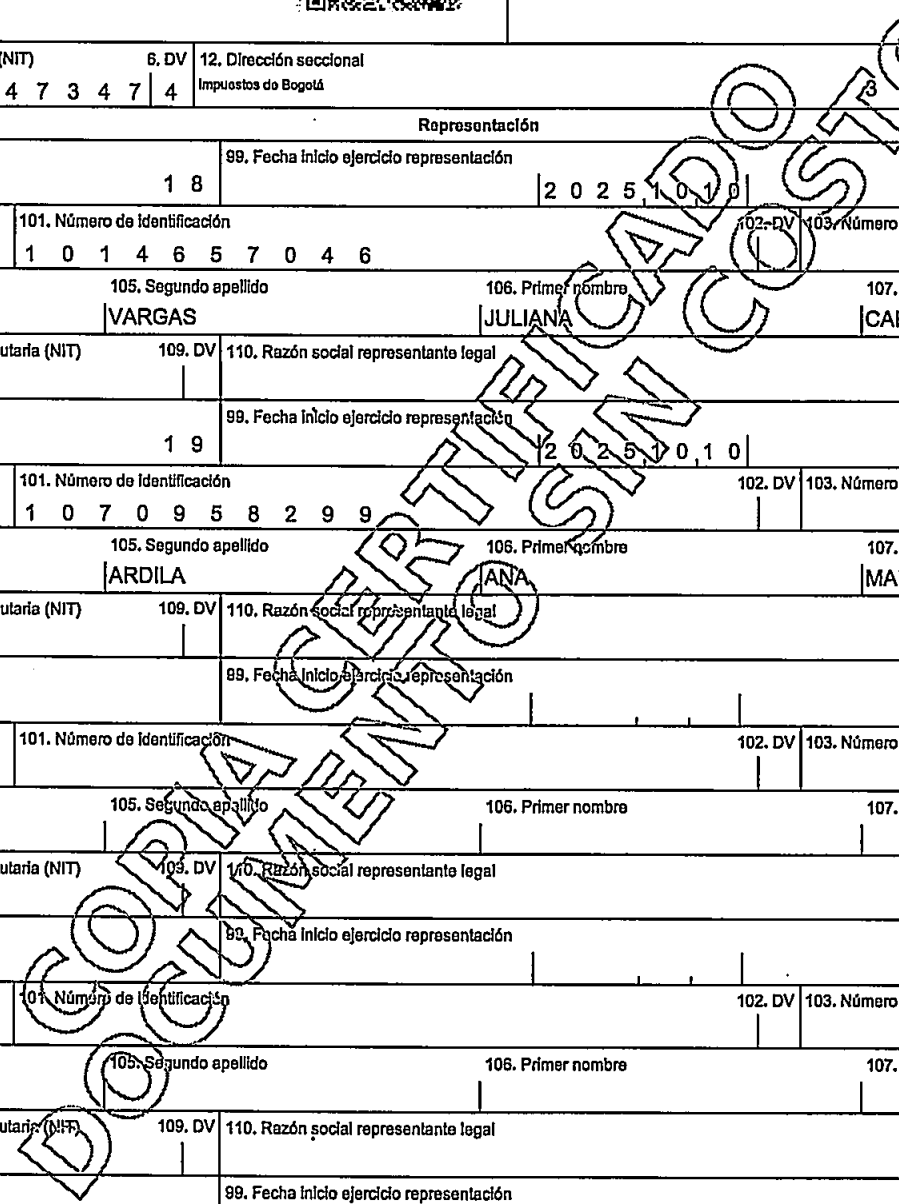 (NIT) 6. DV 12. Dirección seccional
4 7 3 4 7 4 Impuestos de Bogotá 3
Representación
99. Fecha inicio ejercicio representación
1 8 2 0 2 5 1 0 1 0
101. Número de identificación 102. DV 103. Número
1 0 1 4 6 5 7 0 4 6
105. Segundo apellido 106. Primer nombre 107.
VARGAS JULIANA
utaria (NIT) 109. DV 110. Razón social representante legal
99. Fecha inicio ejercicio representación
1 9 2 0 2 5 1 0 1 0
101. Número de identificación 102. DV 103. Número
1 0 7 0 9 5 8 2 9 9
105. Segundo apellido 106. Primer nombre 107.
ARDILA ANA MA
utaria (NIT) 109. DV 110. Razón social representante legal
99. Fecha inicio ejercicio representación
101. Número de identificación 102. DV 103. Número
105. Segundo apellido 106. Primer nombre 107.
utaria (NIT) 109. DV 110. Razón social representante legal
99. Fecha inicio ejercicio representación
101. Número de identificación 102. DV 103. Número
105. Segundo apellido 106. Primer nombre 107.
utaria (NIT) 109. DV 110. Razón social representante legal
99. Fecha inicio ejercicio representación
COPIA CERTIFICADO
DOCUMENTO SIN COSTO